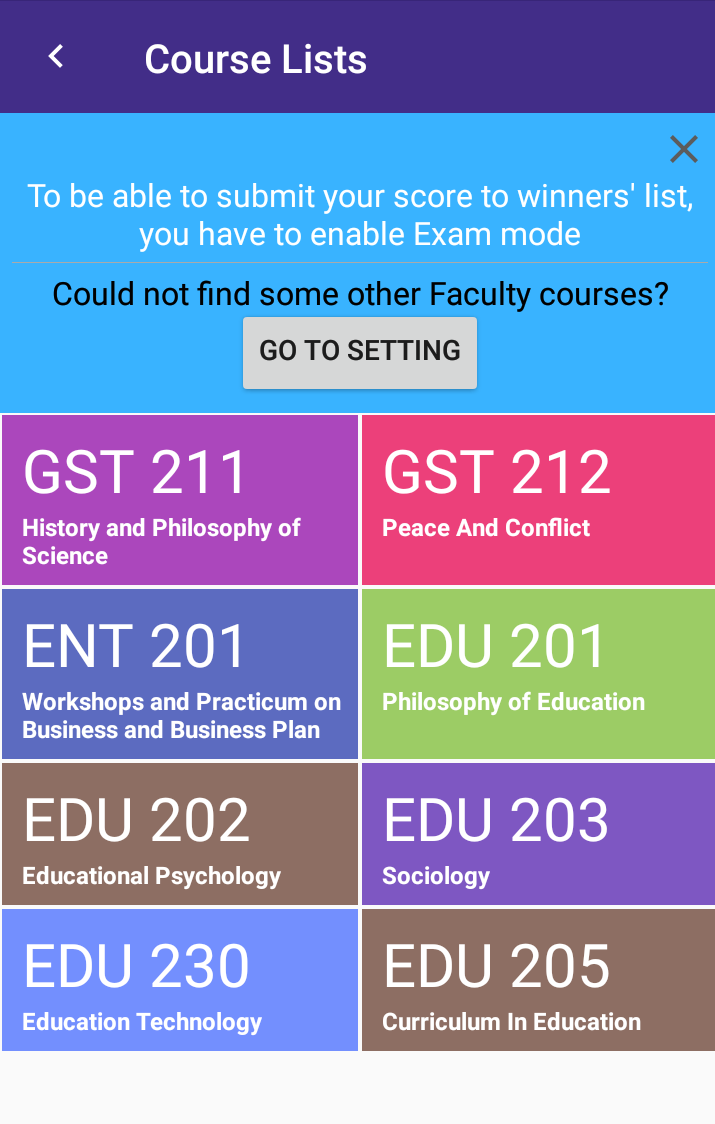 Course Lists
To be able to submit your score to winners' list,
you have to enable Exam mode
Could not find some other Faculty courses?
GO TO SETTING
GST 211
History and Philosophy of
Science
GST 212
Peace And Conflict
ENT 201
Workshops and Practicum on
Business and Business Plan
EDU 201
Philosophy of Education
EDU 202
Educational Psychology
EDU 203
Sociology
EDU 230
Education Technology
EDU 205
Curriculum In Education